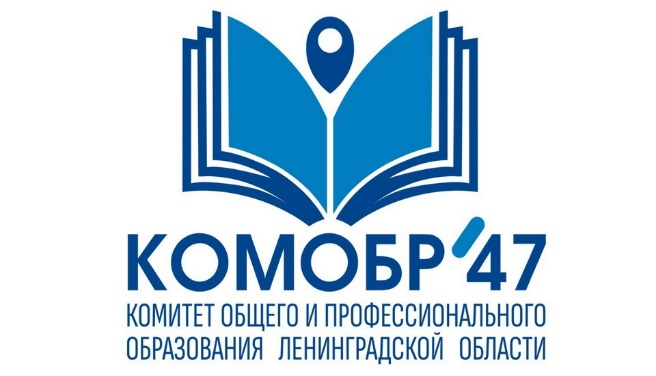 КОМОБР'47
КОМИТЕТ ОБЩЕГО И ПРОФЕССИОНАЛЬНОГО
ОБРАЗОВАНИЯ ЛЕНИНГРАДСКОЙ ОБЛАСТИ